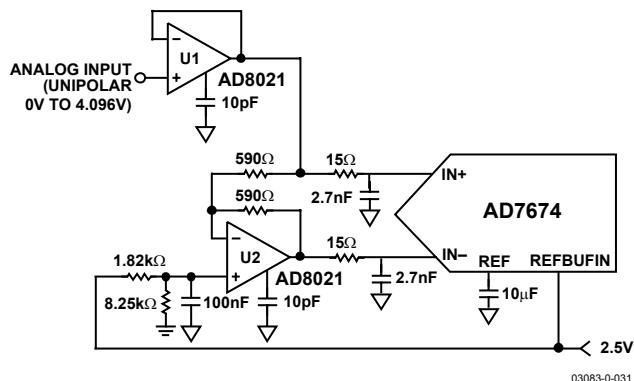 U1
AD8021
ANALOG INPUT
(UNIPOLAR
0V TO 4.096V)
10pF
590Ω
15Ω
590Ω
2.7nF
IN+
AD7674
U2
15Ω
IN–
REF REFBUFIN
1.82kΩ
AD8021
2.7nF
8.25kΩ
100nF
10pF
10µF
2.5V
03083-0-031